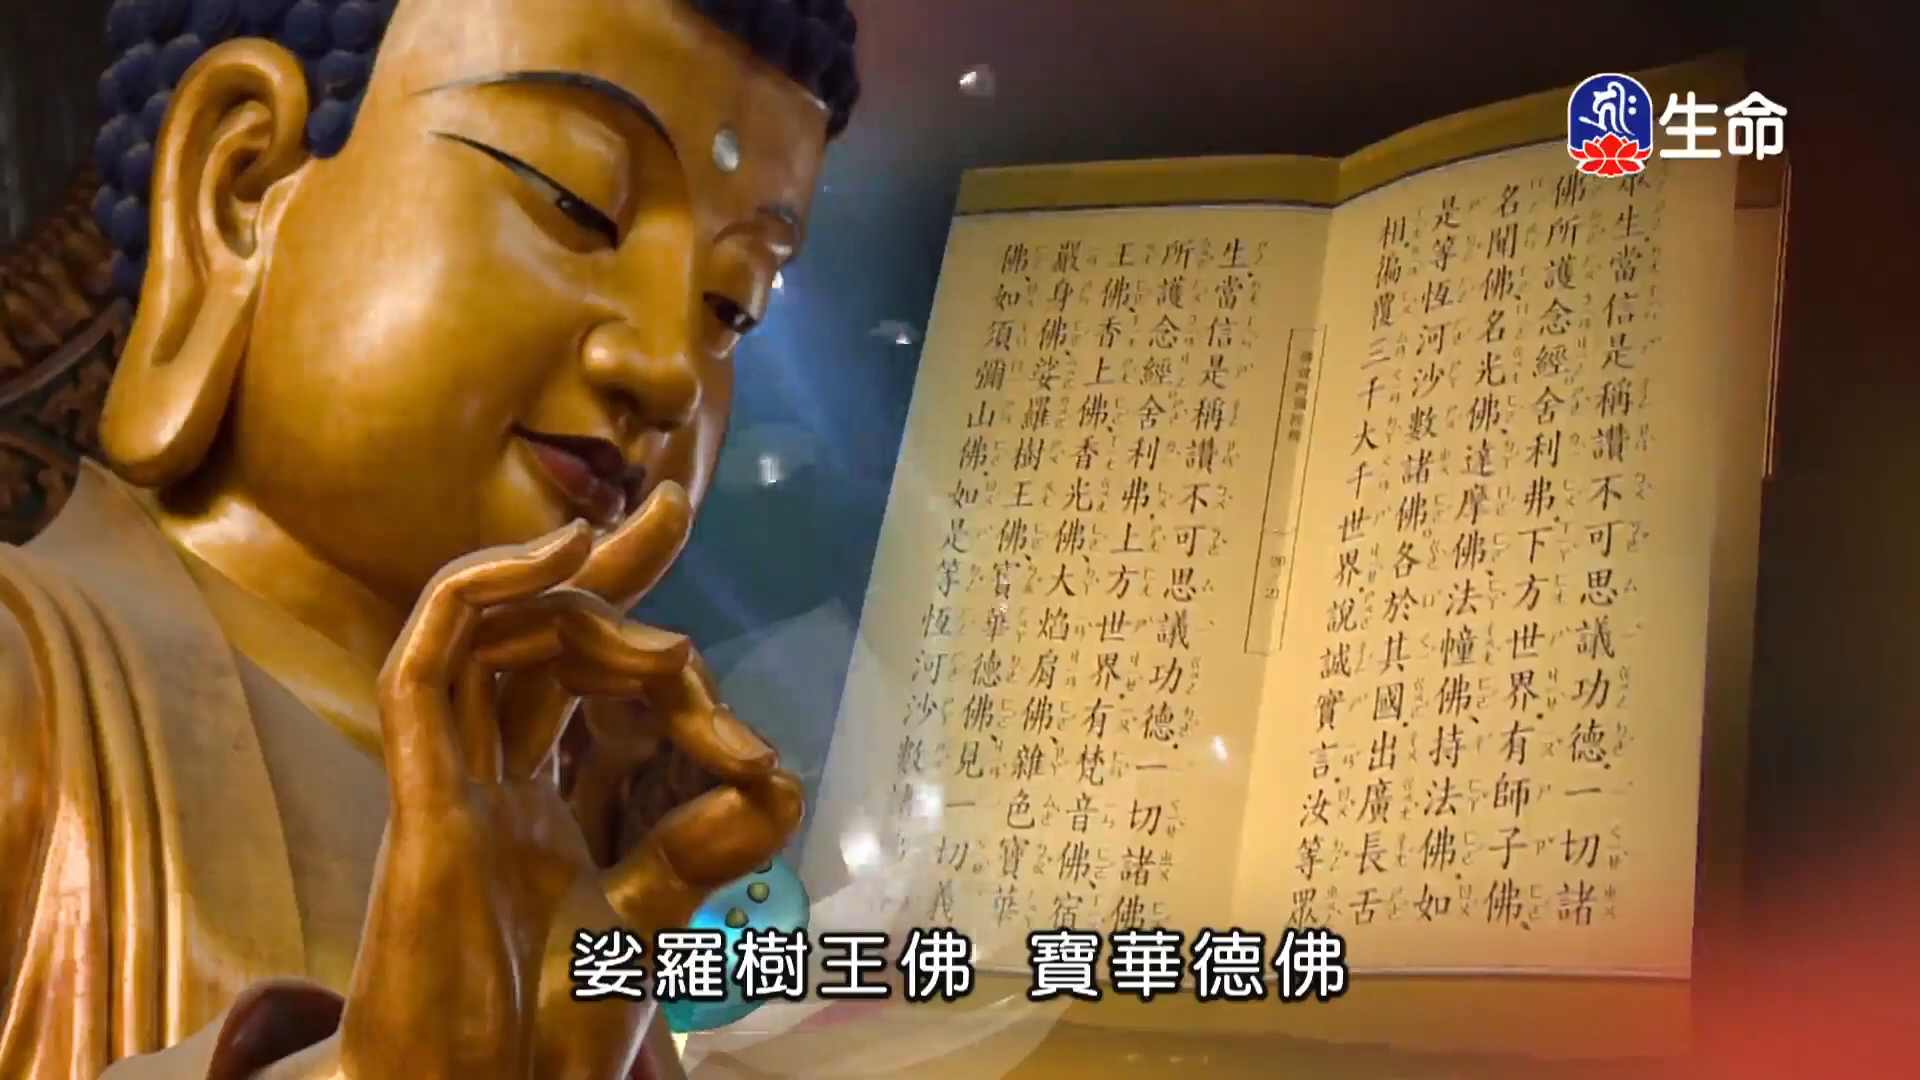 生命
眾生當信是稱讚不可思議功德一切諸
佛所護念經舍利弗下方世界有師子佛、
名聞佛、名光佛、達摩佛、法幢佛、持法佛如
是等恆河沙數諸佛各於其國出廣長舌
相徧覆三千大千世界說誠實言汝等眾
生當信是稱讚不可思議功德一切諸佛
所護念經舍利弗上方世界有梵音佛、宿
王佛、香上佛、香光佛、大焰肩佛、雜色寶華
嚴身佛、娑羅樹王佛、寶華德佛、見一切義
佛、如須彌山佛如是等恆河沙數
娑羅樹王佛 寶華德佛